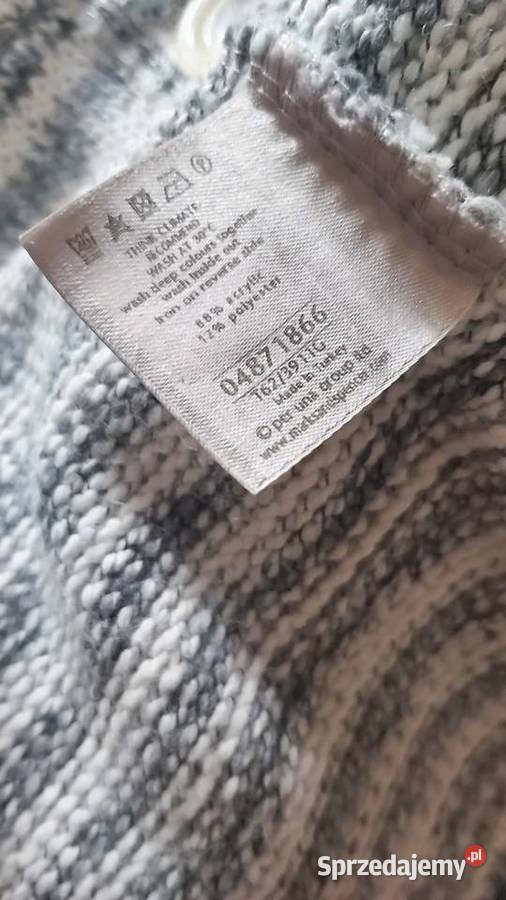 THINK CLIMATE
RECOMMEND
WASH AT 30°C
wash deep colours together
wash inside out
iron on reverse side
88% acrylic
12% polyester
04871866
T62/3911G
Made in Turkey
© per una group ltd
www.marksandspencer.com
Sprzedajemy.pl